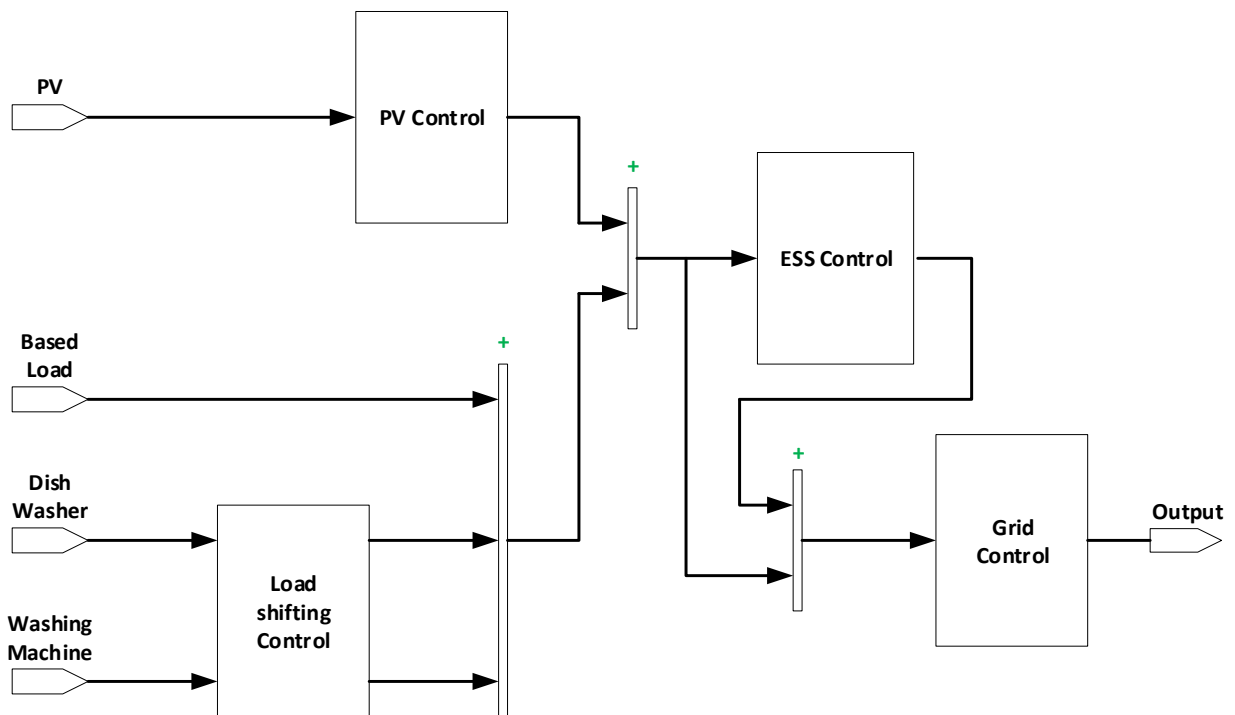 PV
PV Control
+
ESS Control
Based
Load
+
Dish
Washer
+
Output
Grid
Control
Load
shifting
Control
Washing
Machine